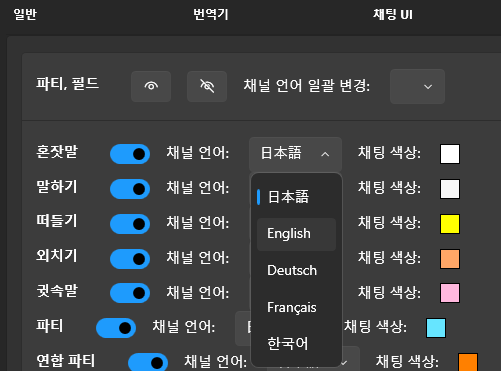 일반 번역기 채팅 UI
파티, 필드 채널 언어 일괄 변경:
혼잣말 채널 언어: 日本語 채팅 색상:
말하기 채널 언어: 日本語 채팅 색상:
떠들기 채널 언어: English 채팅 색상:
외치기 채널 언어: Deutsch 채팅 색상:
귓속말 채널 언어: Français 채팅 색상:
파티 채널 언어: 한국어 채팅 색상:
연합 파티 채널 언어: 채팅 색상: